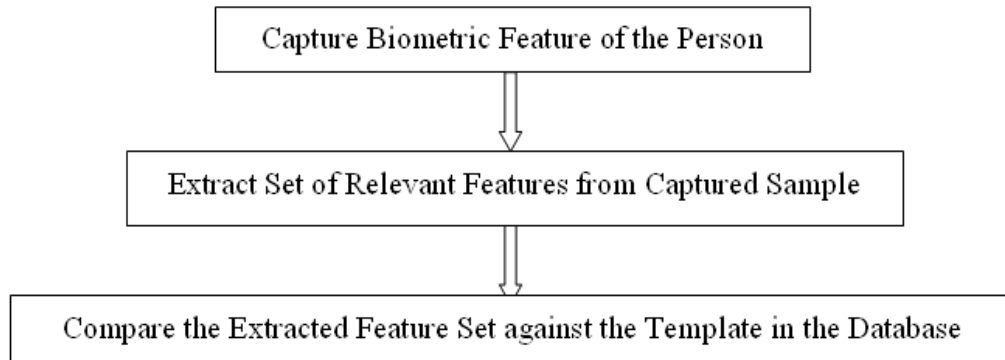 Capture Biometric Feature of the Person
Extract Set of Relevant Features from Captured Sample
Compare the Extracted Feature Set against the Template in the Database